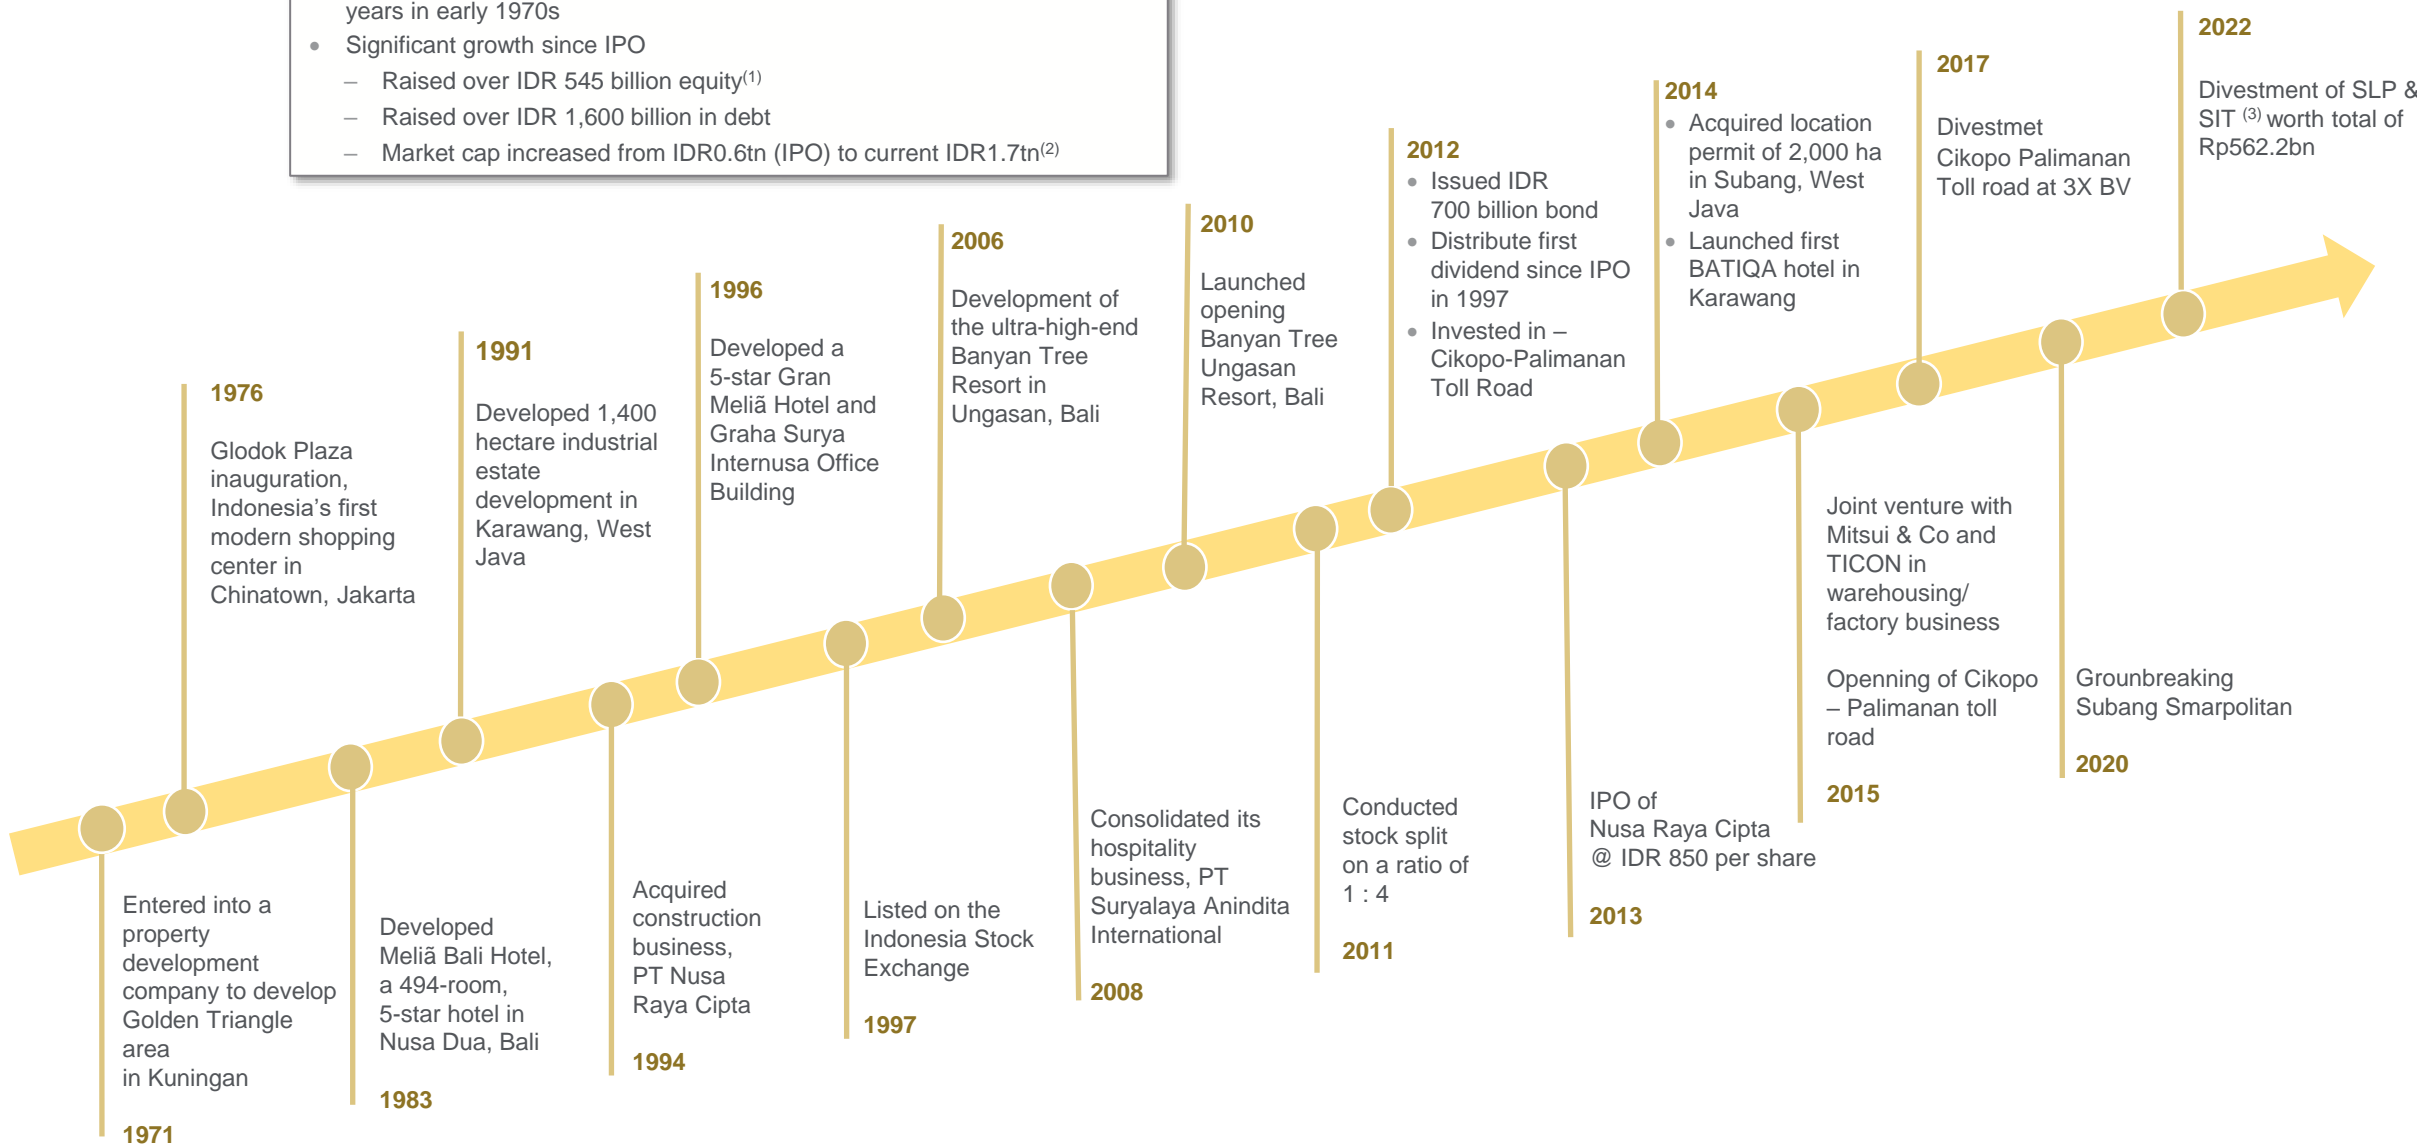 years in early 1970s
• Significant growth since IPO
– Raised over IDR 545 billion equity(1)
– Raised over IDR 1,600 billion in debt
– Market cap increased from IDR0.6tn (IPO) to current IDR1.7tn(2)
1976
Glodok Plaza
inauguration,
Indonesia’s first
modern shopping
center in
Chinatown, Jakarta
1991
Developed 1,400
hectare industrial
estate
development in
Karawang, West
Java
1996
Developed a
5-star Gran
Meliã Hotel and
Graha Surya
Internusa Office
Building
2006
Development of
the ultra-high-end
Banyan Tree
Resort in
Ungasan, Bali
2010
Launched
opening
Banyan Tree
Ungasan
Resort, Bali
2012
• Issued IDR
700 billion bond
• Distribute first
dividend since IPO
in 1997
• Invested in –
Cikopo-Palimanan
Toll Road
2014
• Acquired location
permit of 2,000 ha
in Subang, West
Java
• Launched first
BATIQA hotel in
Karawang
2017
Divestmet
Cikopo Palimanan
Toll road at 3X BV
2022
Divestment of SLP &
SIT (3) worth total of
Rp562.2bn
Entered into a
property
development
company to develop
Golden Triangle
area
in Kuningan
1971
Developed
Meliã Bali Hotel,
a 494-room,
5-star hotel in
Nusa Dua, Bali
1983
Acquired
construction
business,
PT Nusa
Raya Cipta
1994
Listed on the
Indonesia Stock
Exchange
1997
Consolidated its
hospitality
business, PT
Suryalaya Anindita
International
2008
Conducted
stock split
on a ratio of
1 : 4
2011
IPO of
Nusa Raya Cipta
@ IDR 850 per share
2013
Joint venture with
Mitsui & Co and
TICON in
warehousing/
factory business
Openning of Cikopo
– Palimanan toll
road
2015
Grounbreaking
Subang Smarpolitan
2020